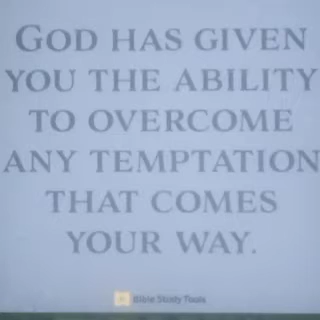 GOD HAS GIVEN
YOU THE ABILITY
TO OVERCOME
ANY TEMPTATION
THAT COMES
YOUR WAY.
Bible Study Tools